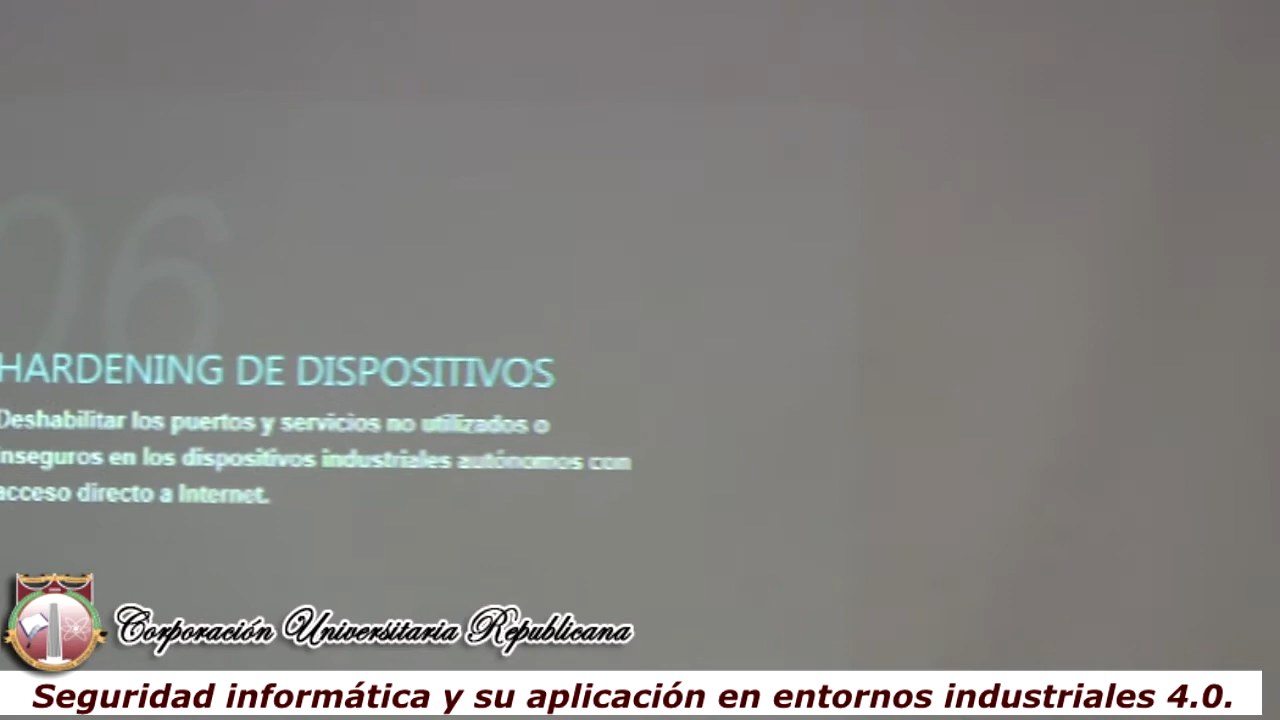 06
HARDENING DE DISPOSITIVOS
Deshabilitar los puertos y servicios no utilizados o
inseguros en los dispositivos industriales autónomos con
acceso directo a Internet.
Corporación Universitaria Republicana
Seguridad informática y su aplicación en entornos industriales 4.0.